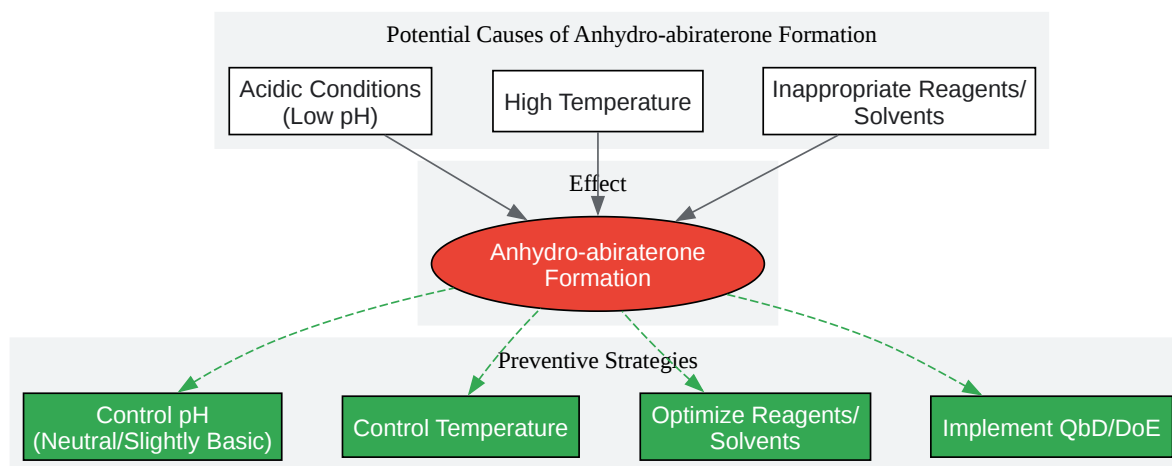 Potential Causes of Anhydro-abiraterone Formation
Acidic Conditions
(Low pH)
High Temperature
Inappropriate Reagents/
Solvents
Effect
Anhydro-abiraterone
Formation
Preventive Strategies
Control pH
(Neutral/Slightly Basic)
Control Temperature
Optimize Reagents/
Solvents
Implement QbD/DoE